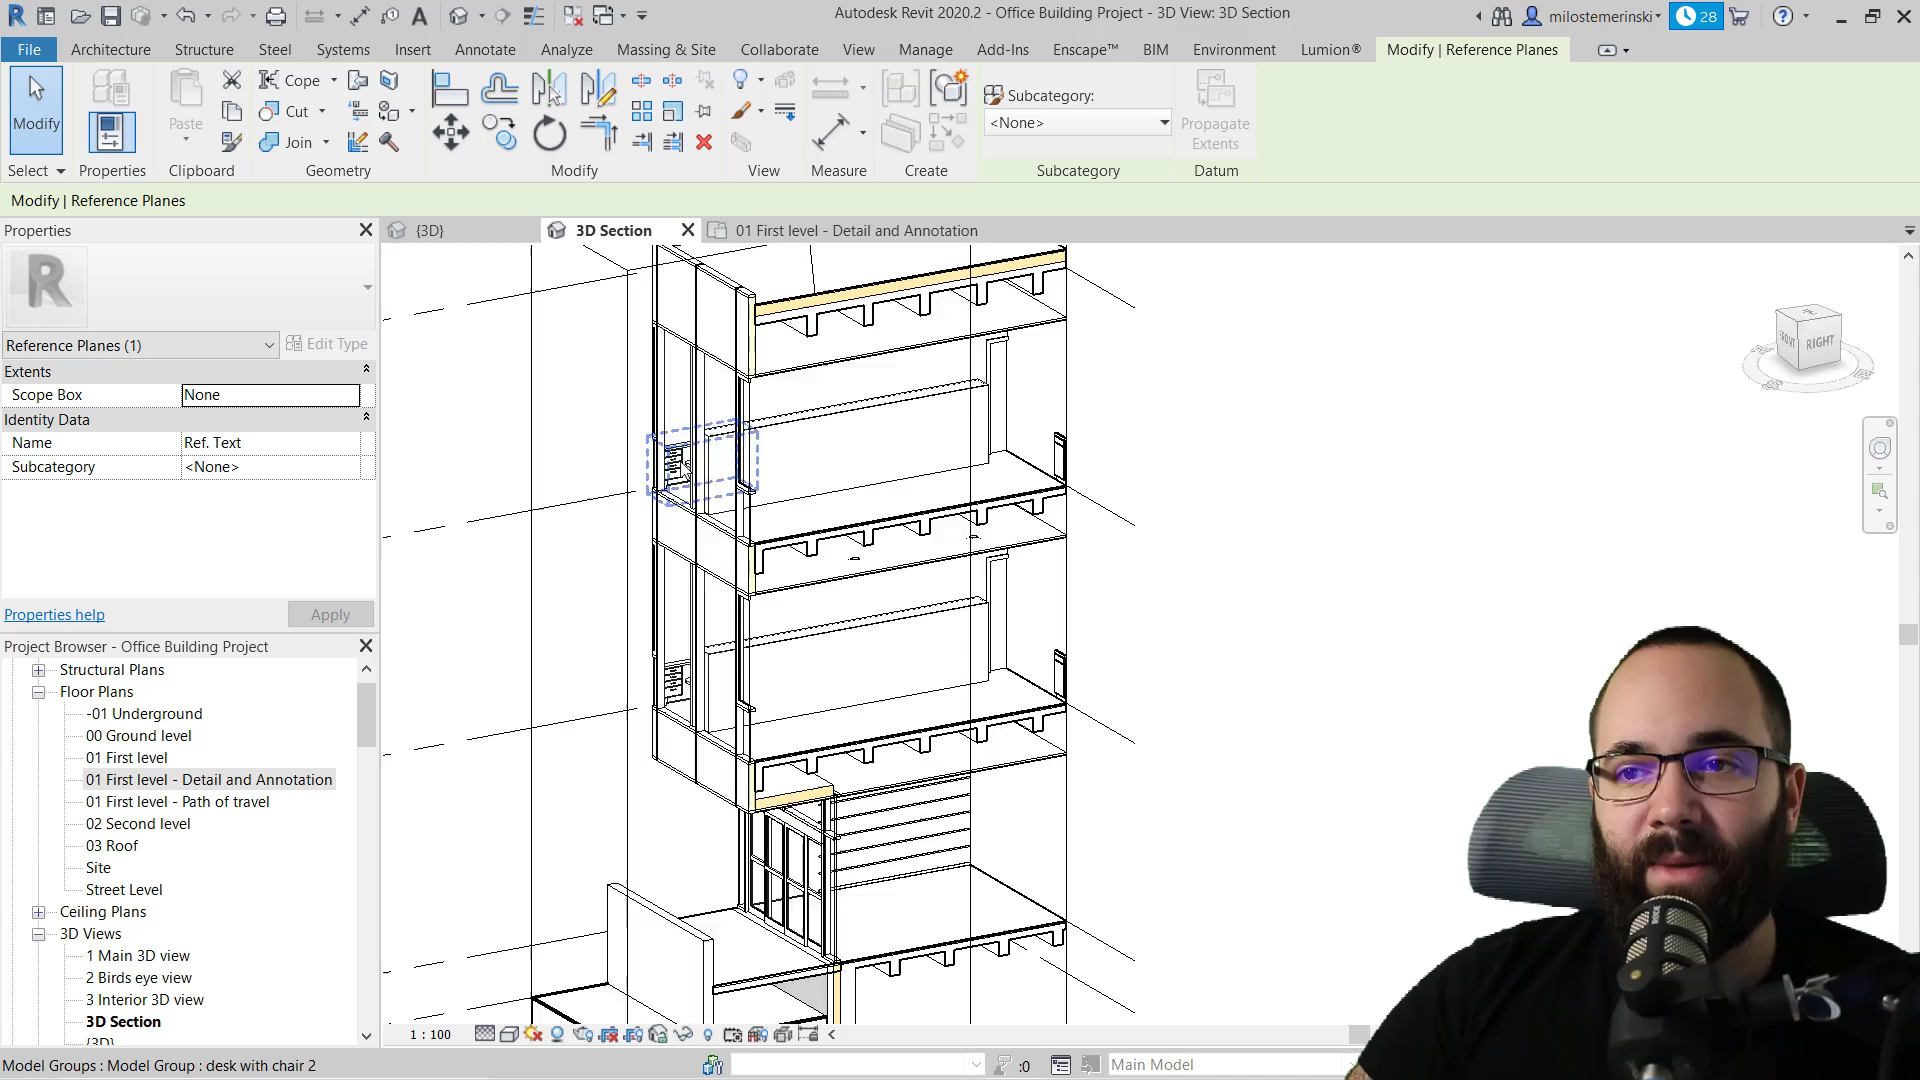 Autodesk Revit 2020.2 - Office Building Project - 3D View: 3D Section
milostemerinski
28
File
Architecture
Structure
Steel
Systems
Insert
Annotate
Analyze
Massing & Site
Collaborate
View
Manage
Add-Ins
Enscape™
BIM
Environment
Lumion®
Modify | Reference Planes
Modify
Paste
Cope
Cut
Join
Subcategory:
<None>
Propagate
Extents
Select
Properties
Clipboard
Geometry
Modify
View
Measure
Create
Subcategory
Datum
Modify | Reference Planes
Properties
{3D}
3D Section
01 First level - Detail and Annotation
R
Reference Planes (1)
Edit Type
Extents
Scope Box
None
Identity Data
Name
Ref. Text
Subcategory
<None>
Properties help
Apply
FRONT
RIGHT
Project Browser - Office Building Project
Structural Plans
Floor Plans
-01 Underground
00 Ground level
01 First level
01 First level - Detail and Annotation
01 First level - Path of travel
02 Second level
03 Roof
Site
Street Level
Ceiling Plans
3D Views
1 Main 3D view
2 Birds eye view
3 Interior 3D view
3D Section
{3D}
1 : 100
Model Groups : Model Group : desk with chair 2
:0
Main Model